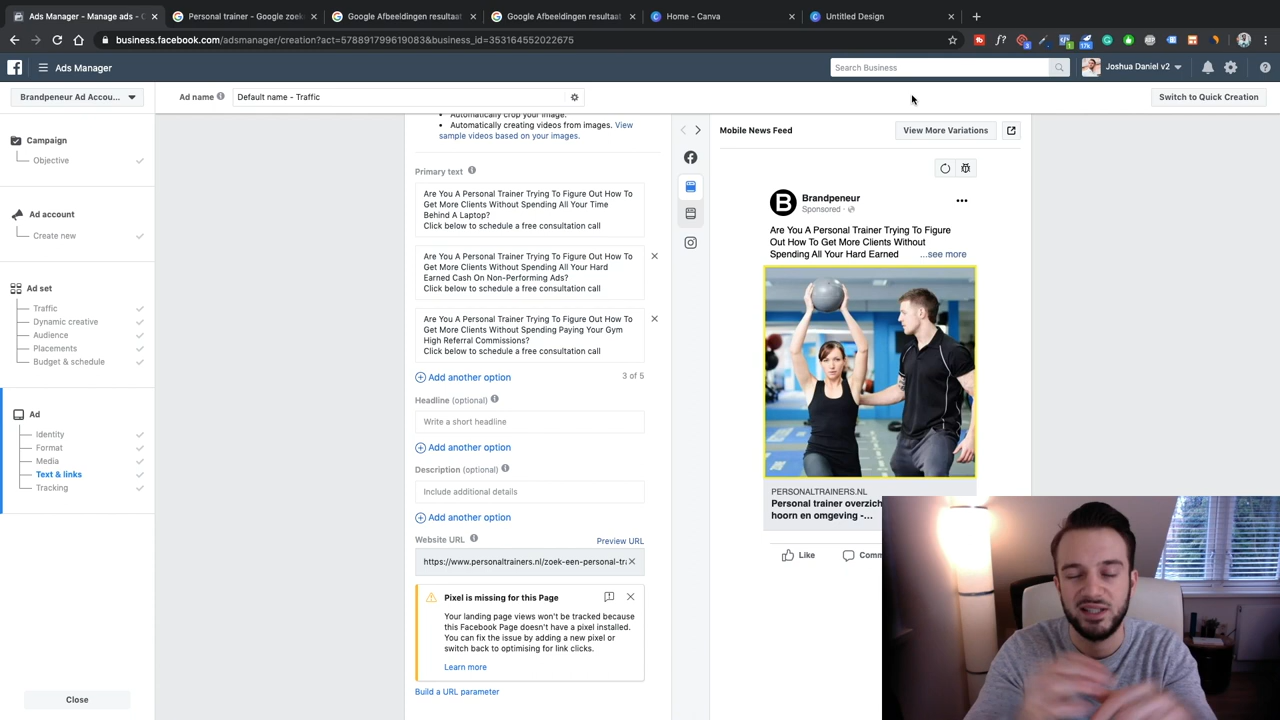 Ads Manager - Manage ads - C
Personal trainer - Google zoek
Google Afbeeldingen resultaat
Google Afbeeldingen resultaat
Home - Canva
Untitled Design
business.facebook.com/adsmanager/creation?act=578891799619083&business_id=353164552022675
Ads Manager
Search Business
Joshua Daniel v2
Brandpeneur Ad Accou...
Ad name
Default name - Traffic
Switch to Quick Creation
Campaign
Objective
Ad account
Create new
Ad set
Traffic
Dynamic creative
Audience
Placements
Budget & schedule
Ad
Identity
Format
Media
Text & links
Tracking
Close
Automatically crop your image.
• Automatically creating videos from images. View
sample videos based on your images.
Primary text
Are You A Personal Trainer Trying To Figure Out How To
Get More Clients Without Spending All Your Time
Behind A Laptop?
Click below to schedule a free consultation call
Are You A Personal Trainer Trying To Figure Out How To
Get More Clients Without Spending All Your Hard
Earned Cash On Non-Performing Ads?
Click below to schedule a free consultation call
Are You A Personal Trainer Trying To Figure Out How To
Get More Clients Without Spending Paying Your Gym
High Referral Commissions?
Click below to schedule a free consultation call
Add another option
3 of 5
Headline (optional)
Write a short headline
Add another option
Description (optional)
Include additional details
Add another option
Website URL
Preview URL
https://www.personaltrainers.nl/zoek-een-personal-tra
Pixel is missing for this Page
Your landing page views won't be tracked because
this Facebook Page doesn't have a pixel installed.
You can fix the issue by adding a new pixel or
switch back to optimising for link clicks.
Learn more
Build a URL parameter
Mobile News Feed
View More Variations
B
Brandpeneur
Sponsored ·
Are You A Personal Trainer Trying To Figure
Out How To Get More Clients Without
Spending All Your Hard Earned ...see more
PERSONALTRAINERS.NL
Personal trainer overzich
hoorn en omgeving -...
Like
Comm